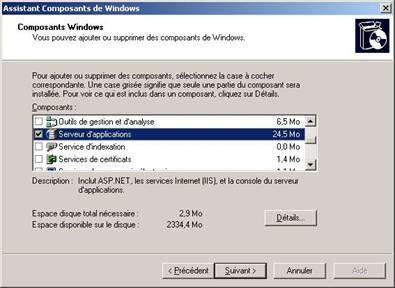 Assistant Composants de Windows
Composants Windows
Vous pouvez ajouter ou supprimer des composants de Windows.
Pour ajouter ou supprimer des composants, sélectionnez la case à cocher
correspondante. Une case grisée signifie que seule une partie du composant sera
installée. Pour voir ce qui est inclus dans un composant, cliquez sur Détails.
Composants :
Outils de gestion et d'analyse 6,5 Mo
Serveur d'applications 24,5 Mo
Service d'indexation 0,0 Mo
Services de certificats 1,4 Mo
Description : Inclut ASP.NET, les services Internet (IIS), et la console du serveur
d'applications.
Espace disque total nécessaire : 2,9 Mo
Espace disponible sur le disque : 2334,4 Mo
Détails...
< Précédent Suivant > Annuler Aide